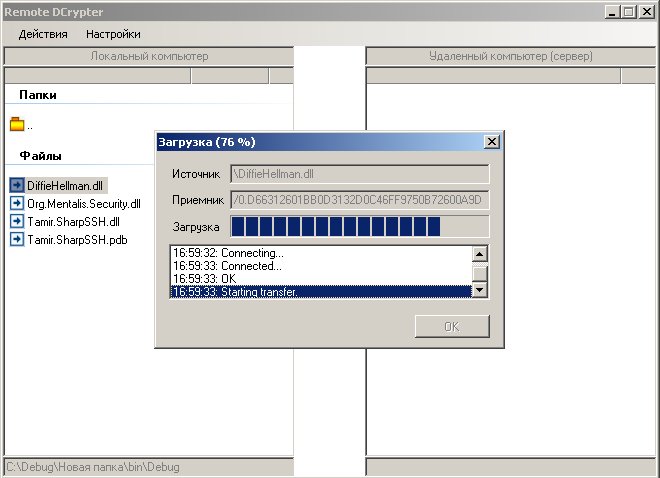 Remote DCrypter
Действия Настройки
Локальный компьютер
Удаленный компьютер (сервер)
Папки
..
Файлы
DiffieHellman.dll
Org.Mentalis.Security.dll
Tamir.SharpSSH.dll
Tamir.SharpSSH.pdb
Загрузка (76 %)
Источник \DiffieHellman.dll
Приемник /0.D66312601BB0D3132D0C46FF9750B72600A9D
Загрузка
16:59:32: Connecting...
16:59:33: Connected...
16:59:33: OK
16:59:33: Starting transfer.
OK
C:\Debug\Новая папка\bin\Debug